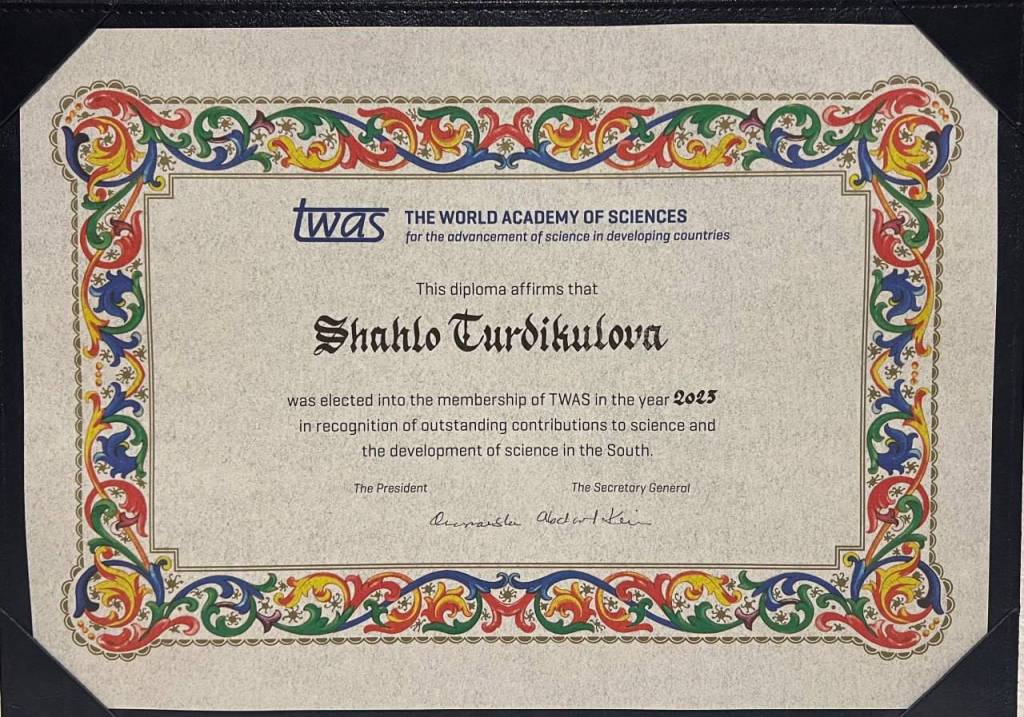 twas THE WORLD ACADEMY OF SCIENCES
for the advancement of science in developing countries
This diploma affirms that
Shahlo Turdikulova
was elected into the membership of TWAS in the year 2023
in recognition of outstanding contributions to science and
the development of science in the South.
The President The Secretary General